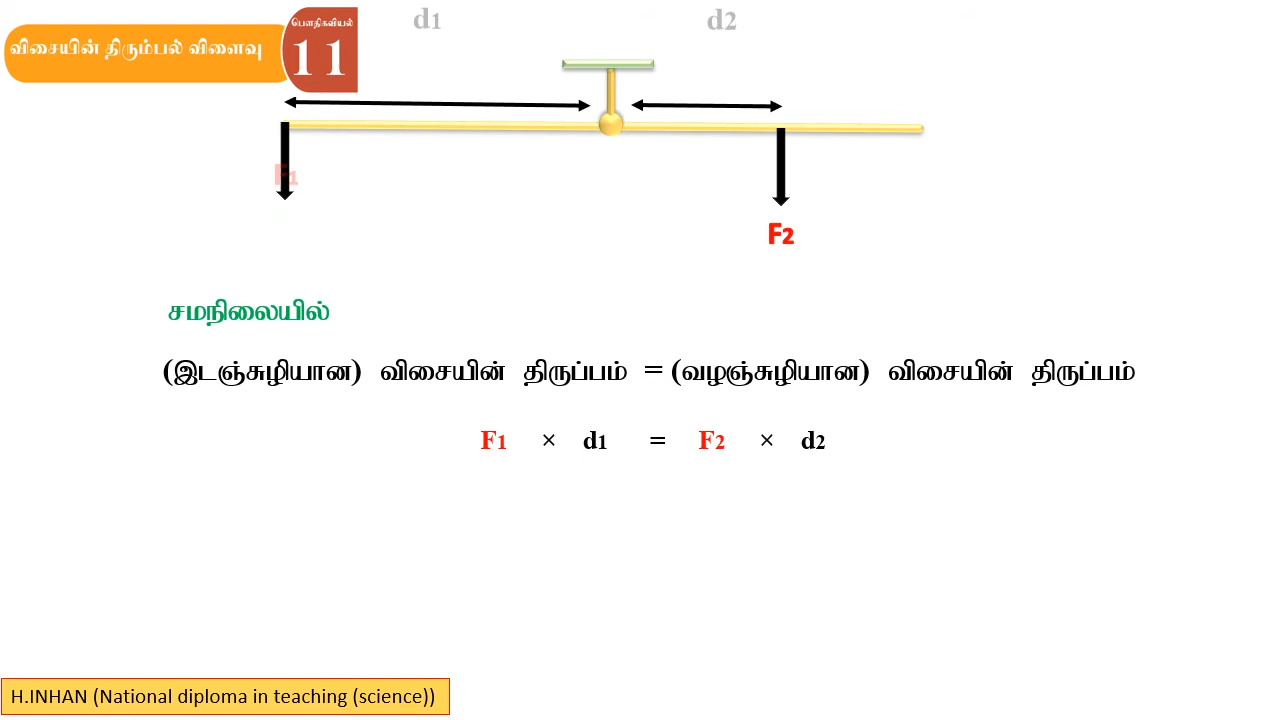 விசையின் திரும்பல் விளைவு
பௌதிகவியல்
11
d1
d2
F1
F2
சமநிலையில்
(இடஞ்சுழியான) விசையின் திருப்பம் = (வழஞ்சுழியான) விசையின் திருப்பம்
F1 × d1 = F2 × d2
H.INHAN (National diploma in teaching (science))